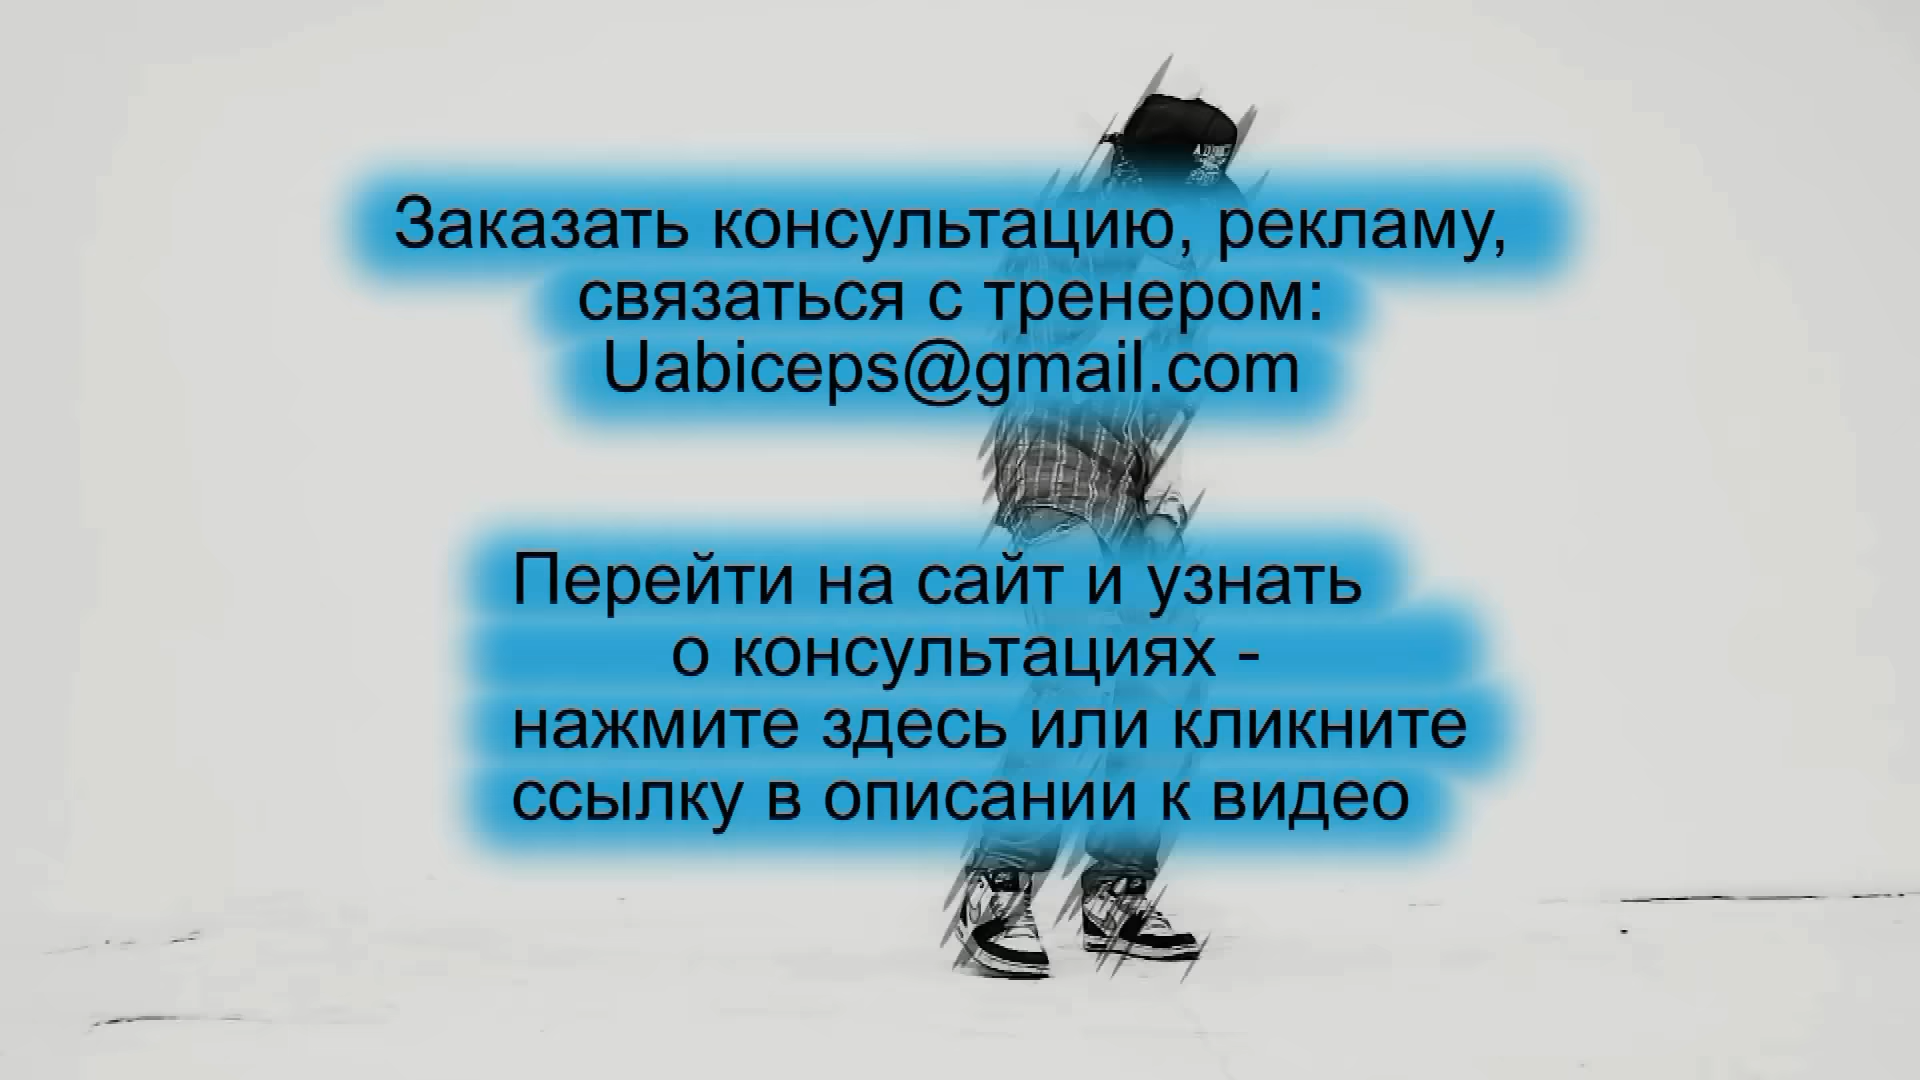 Заказать консультацию, рекламу,
связаться с тренером:
Uabiceps@gmail.com
Перейти на сайт и узнать
о консультациях -
нажмите здесь или кликните
ссылку в описании к видео